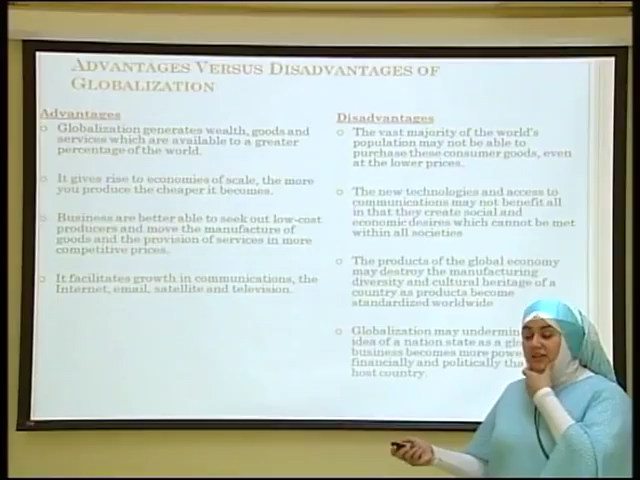 ADVANTAGES VERSUS DISADVANTAGES OF
GLOBALIZATION
Advantages
Globalization generates wealth, goods and
services which are available to a greater
percentage of the world.
It gives rise to economies of scale, the more
you produce the cheaper it becomes.
Business are better able to seek out low-cost
producers and move the manufacture of
goods and the provision of services in more
competitive prices.
It facilitates growth in communications, the
Internet, email, satellite and television.
Disadvantages
The vast majority of the world's
population may not be able to
purchase these consumer goods, even
at the lower prices.
The new technologies and access to
communications may not benefit all
in that they create social and
economic desires which cannot be met
within all societies
The products of the global economy
may destroy the manufacturing
diversity and cultural heritage of a
country as products become
standardized worldwide
Globalization may undermin
idea of a nation state as a glo
business becomes more powe
financially and politically tha
host country.